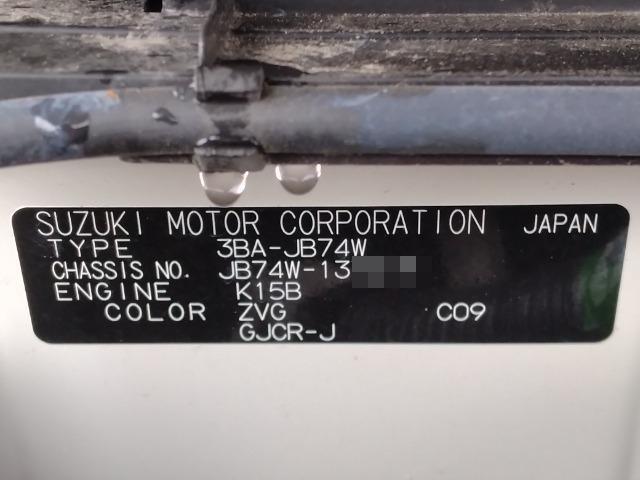 SUZUKI MOTOR CORPORATION JAPAN
TYPE 3BA-JB74W
CHASSIS NO. JB74W-13
ENGINE K15B
COLOR ZVG C09
GJCR-J